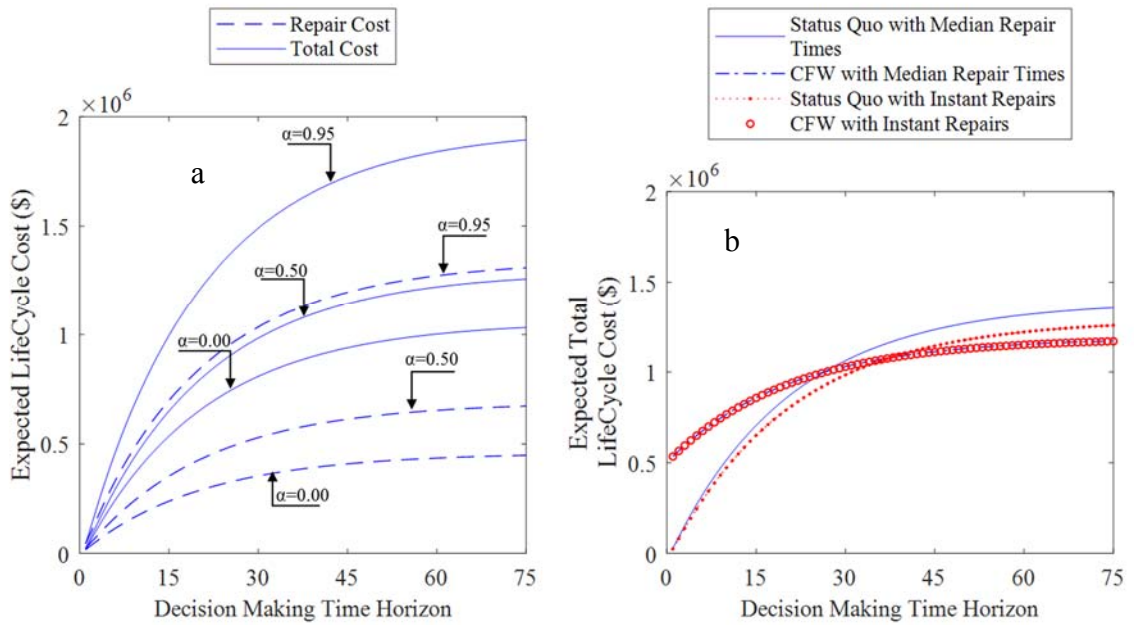 Repair Cost
Total Cost
×10⁶
2
1.5
1
0.5
0
Expected LifeCycle Cost ($)
a
α=0.95
α=0.95
α=0.50
α=0.00
α=0.50
α=0.00
0 15 30 45 60 75
Decision Making Time Horizon
Status Quo with Median Repair
Times
CFW with Median Repair Times
Status Quo with Instant Repairs
CFW with Instant Repairs
×10⁶
2
1.5
1
0.5
0
Expected Total
LifeCycle Cost ($)
b
0 15 30 45 60 75
Decision Making Time Horizon